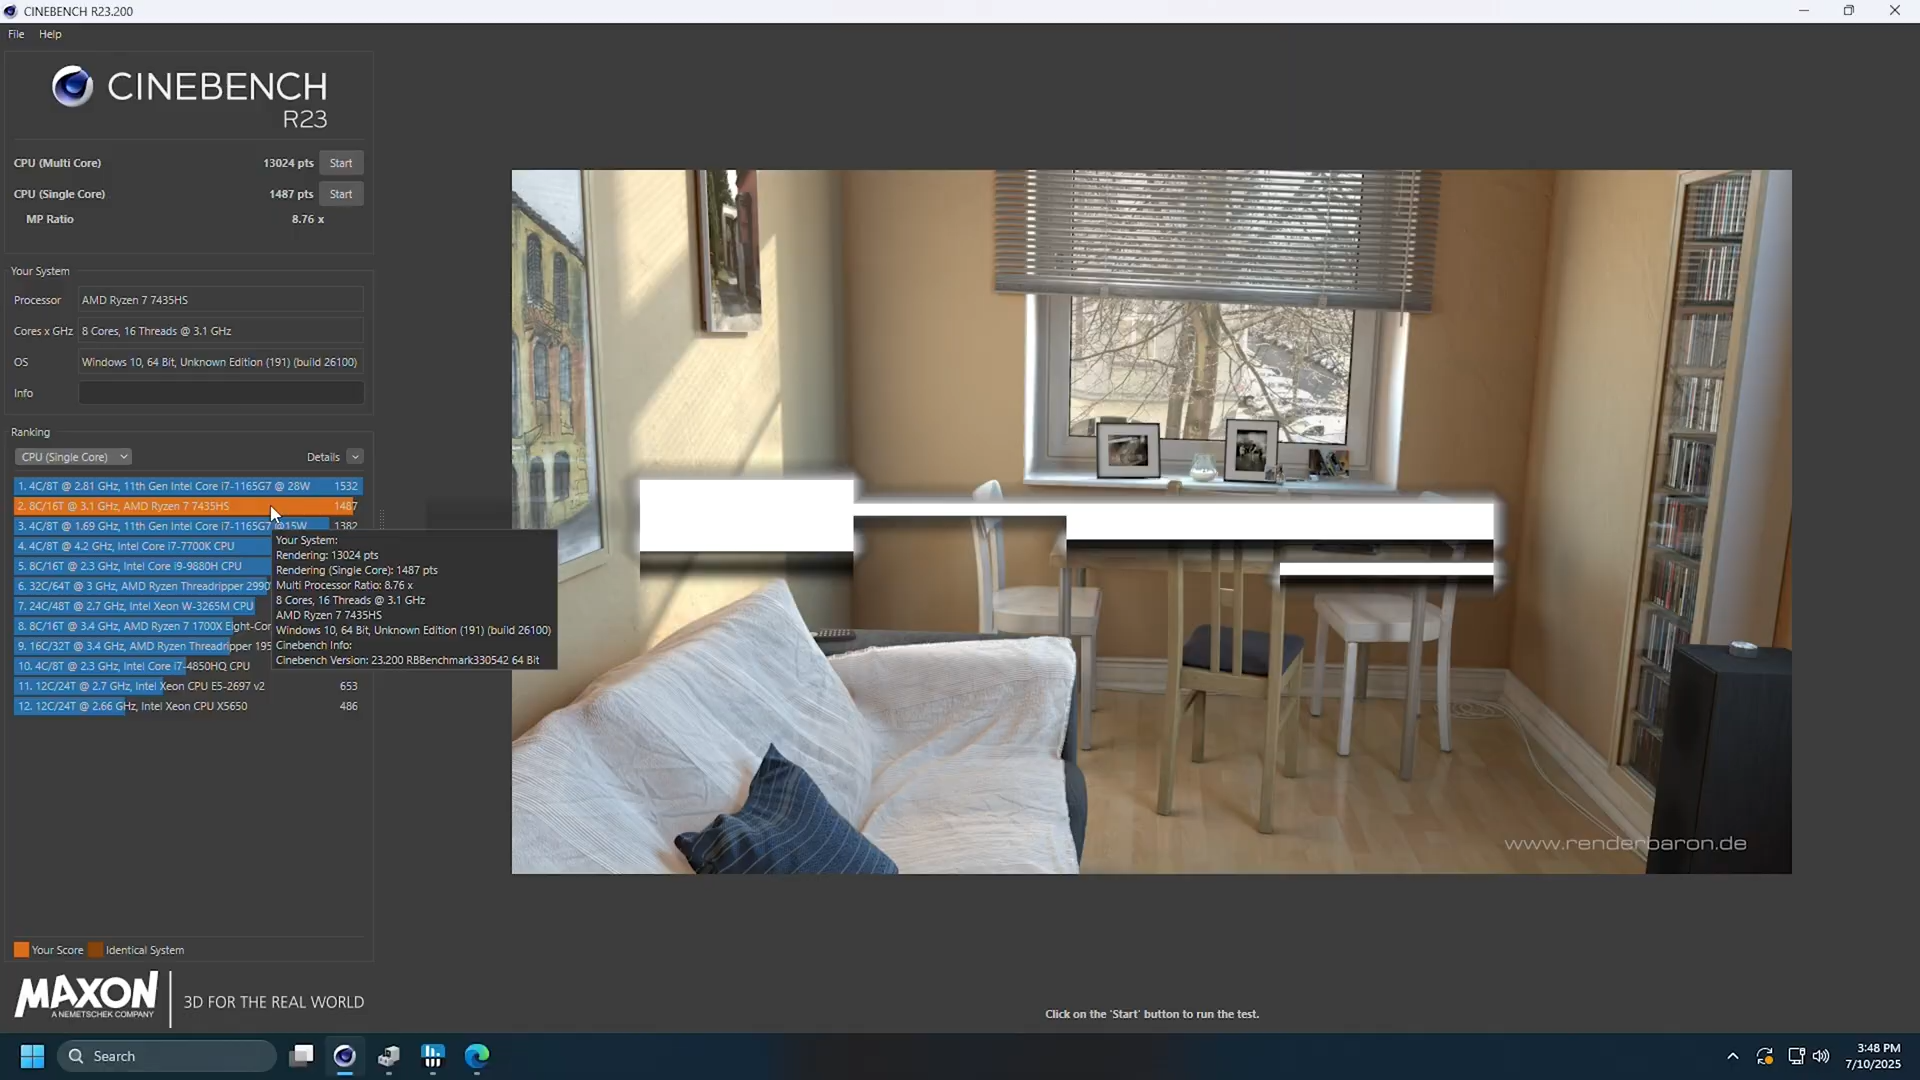 CINEBENCH R23.200
File Help
CINEBENCH
R23
CPU (Multi Core) 13024 pts Start
CPU (Single Core) 1487 pts Start
MP Ratio 8.76 x
Your System
Processor AMD Ryzen 7 7435HS
Cores x GHz 8 Cores, 16 Threads @ 3.1 GHz
OS Windows 10, 64 Bit, Unknown Edition (191) (build 26100)
Info
Ranking
CPU (Single Core) Details
1. 4C/8T @ 2.81 GHz, 11th Gen Intel Core i7-1165G7 @ 28W 1532
2. 8C/16T @ 3.1 GHz, AMD Ryzen 7 7435HS 1487
3. 4C/8T @ 1.69 GHz, 11th Gen Intel Core i7-1165G7 @15W 1382
4. 4C/8T @ 4.2 GHz, Intel Core i7-7700K CPU
5. 8C/16T @ 2.3 GHz, Intel Core i9-9880H CPU
6. 32C/64T @ 3 GHz, AMD Ryzen Threadripper 2990
7. 24C/48T @ 2.7 GHz, Intel Xeon W-3265M CPU
8. 8C/16T @ 3.4 GHz, AMD Ryzen 7 1700X Eight-Cor
9. 16C/32T @ 3.4 GHz, AMD Ryzen Threadripper 195
10. 4C/8T @ 2.3 GHz, Intel Core i7-4850HQ CPU
11. 12C/24T @ 2.7 GHz, Intel Xeon CPU E5-2697 v2 653
12. 12C/24T @ 2.66 GHz, Intel Xeon CPU X5650 486
Your System:
Rendering: 13024 pts
Rendering (Single Core): 1487 pts
Multi Processor Ratio: 8.76 x
8 Cores, 16 Threads @ 3.1 GHz
AMD Ryzen 7 7435HS
Windows 10, 64 Bit, Unknown Edition (191) (build 26100)
Cinebench Info:
Cinebench Version: 23.200 RBBenchmark330542 64 Bit
www.renderbaron.de
Your Score Identical System
MAXON
A NEMETSCHEK COMPANY
3D FOR THE REAL WORLD
Click on the 'Start' button to run the test.
Search
3:48 PM
7/10/2025